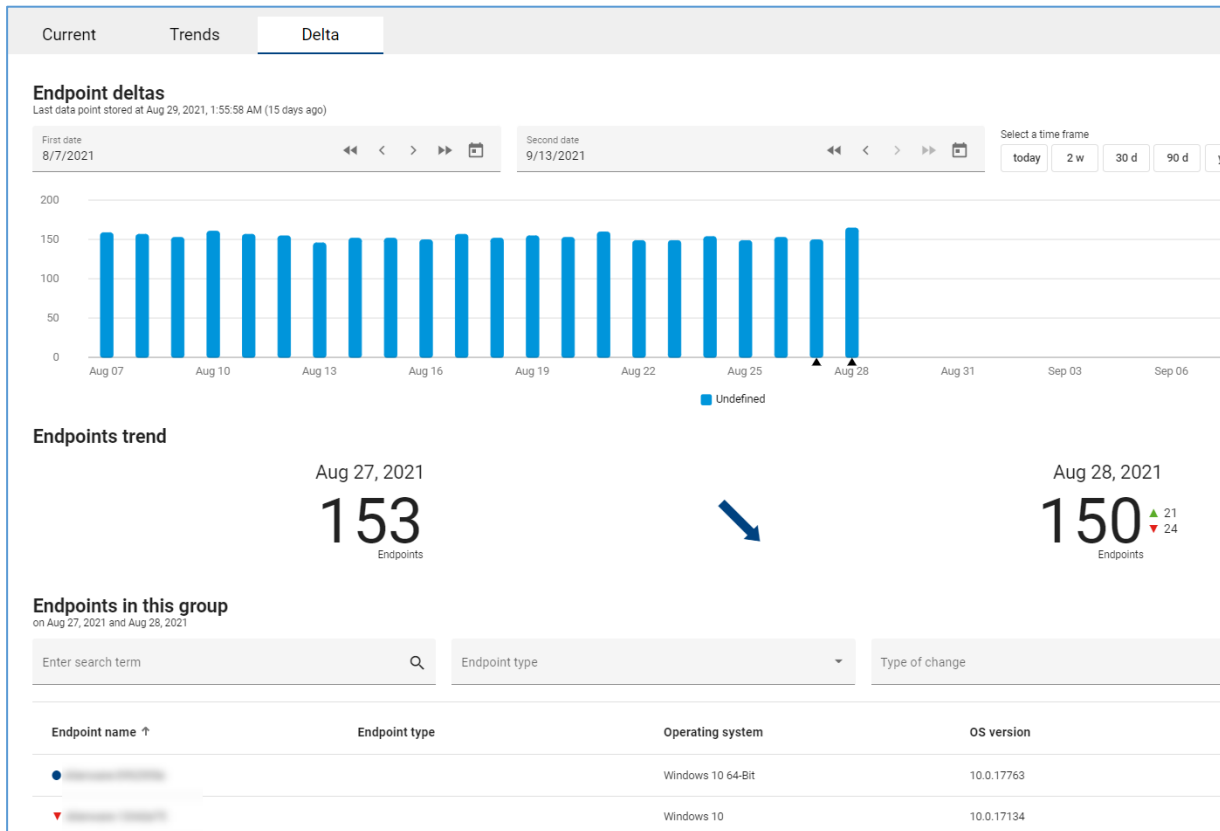 Current Trends Delta
Endpoint deltas
Last data point stored at Aug 29, 2021, 1:55:58 AM (15 days ago)
First date
8/7/2021
Second date
9/13/2021
Select a time frame
today 2 w 30 d 90 d y
200
150
100
50
0
Aug 07 Aug 10 Aug 13 Aug 16 Aug 19 Aug 22 Aug 25 Aug 28 Aug 31 Sep 03 Sep 06
Undefined
Endpoints trend
Aug 27, 2021
153
Endpoints
Aug 28, 2021
150
21
24
Endpoints
Endpoints in this group
on Aug 27, 2021 and Aug 28, 2021
Enter search term Endpoint type Type of change
Endpoint name Endpoint type Operating system OS version
Windows 10 64-Bit 10.0.17763
Windows 10 10.0.17134